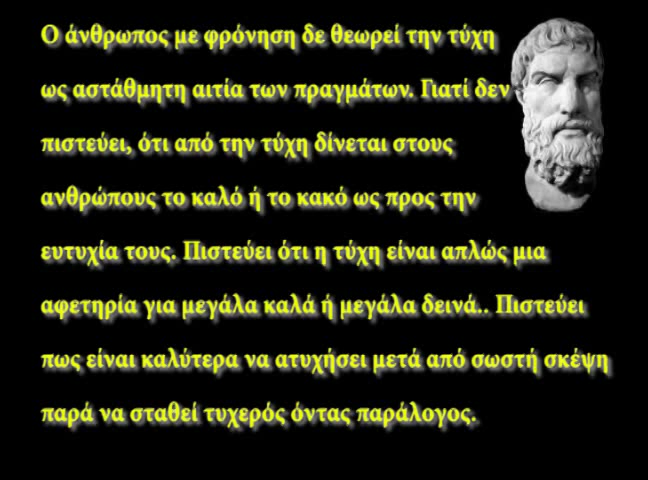 Ο άνθρωπος με φρόνηση δε θεωρεί την τύχη
ως αστάθμητη αιτία των πραγμάτων. Γιατί δεν
πιστεύει, ότι από την τύχη δίνεται στους
ανθρώπους το καλό ή το κακό ως προς την
ευτυχία τους. Πιστεύει ότι η τύχη είναι απλώς μια
αφετηρία για μεγάλα καλά ή μεγάλα δεινά.. Πιστεύει
πως είναι καλύτερα να ατυχήσει μετά από σωστή σκέψη
παρά να σταθεί τυχερός όντας παράλογος.